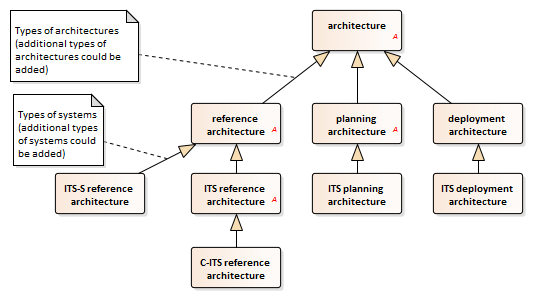 Types of architectures
(additional types of
architectures could be
added)
architecture
A
Types of systems
(additional types
of systems could
be added)
reference
architecture
A
planning
architecture
A
deployment
architecture
ITS-S reference
architecture
ITS reference
architecture
A
ITS planning
architecture
ITS deployment
architecture
C-ITS reference
architecture